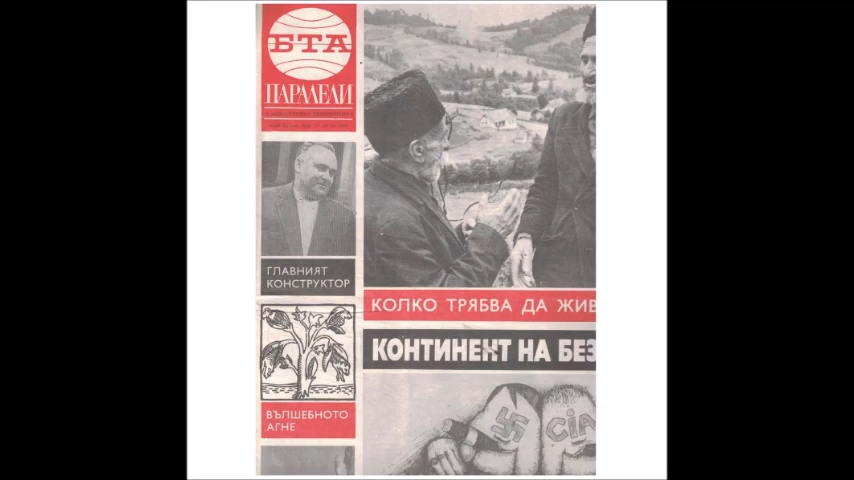 БТА
ПАРАЛЕЛИ
ГЛАВНИЯТ
КОНСТРУКТОР
ВЪЛШЕБНОТО
АГНЕ
КОЛКО ТРЯБВА ДА ЖИВ
КОНТИНЕНТ НА БЕЗ
CIA